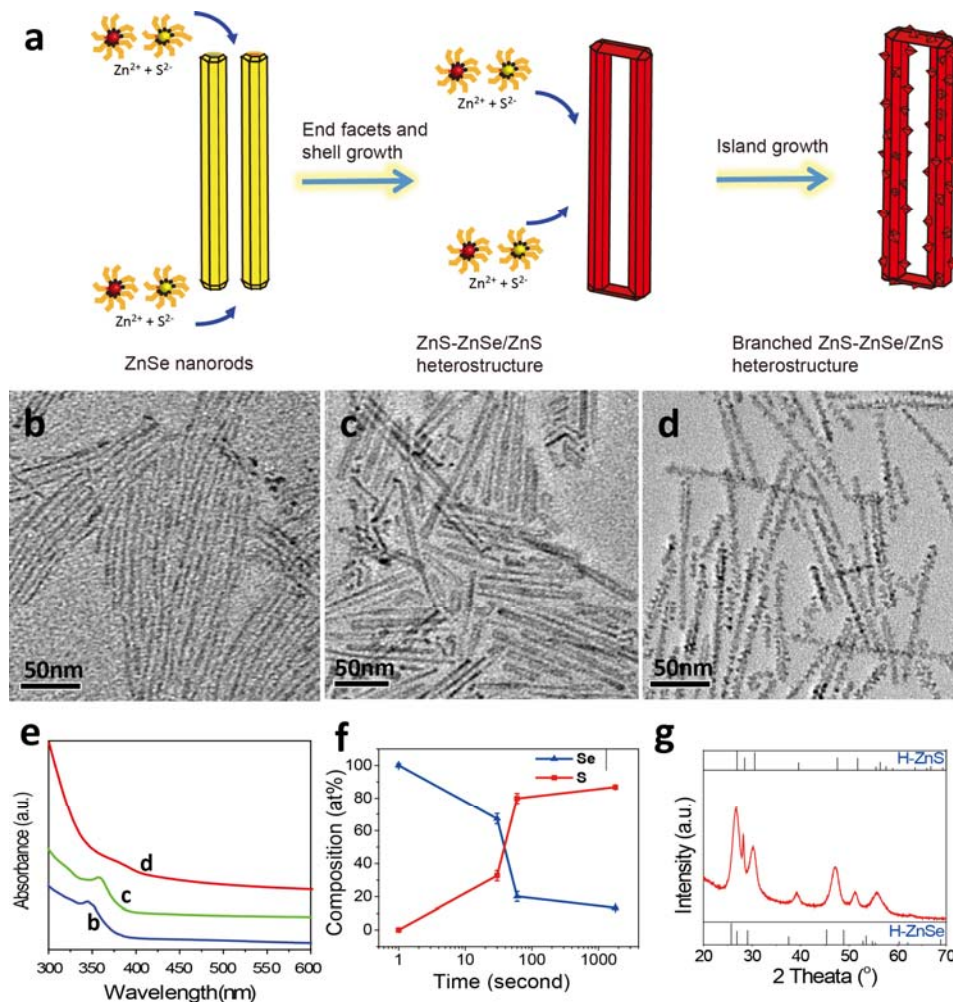 a
Zn2+ + S2-
Zn2+ + S2-
End facets and
shell growth
Zn2+ + S2-
Zn2+ + S2-
Island growth
ZnSe nanorods
ZnS-ZnSe/ZnS
heterostructure
Branched ZnS-ZnSe/ZnS
heterostructure
b
50nm
c
50nm
d
50nm
e
Absorbance (a.u.)
d
c
b
300 350 400 450 500 550 600
Wavelength(nm)
f
Composition (at%)
100
80
60
40
20
0
Se
S
1 10 100 1000
Time (second)
g
Intensity (a.u.)
H-ZnS
H-ZnSe
20 30 40 50 60 70
2 Theata (°)